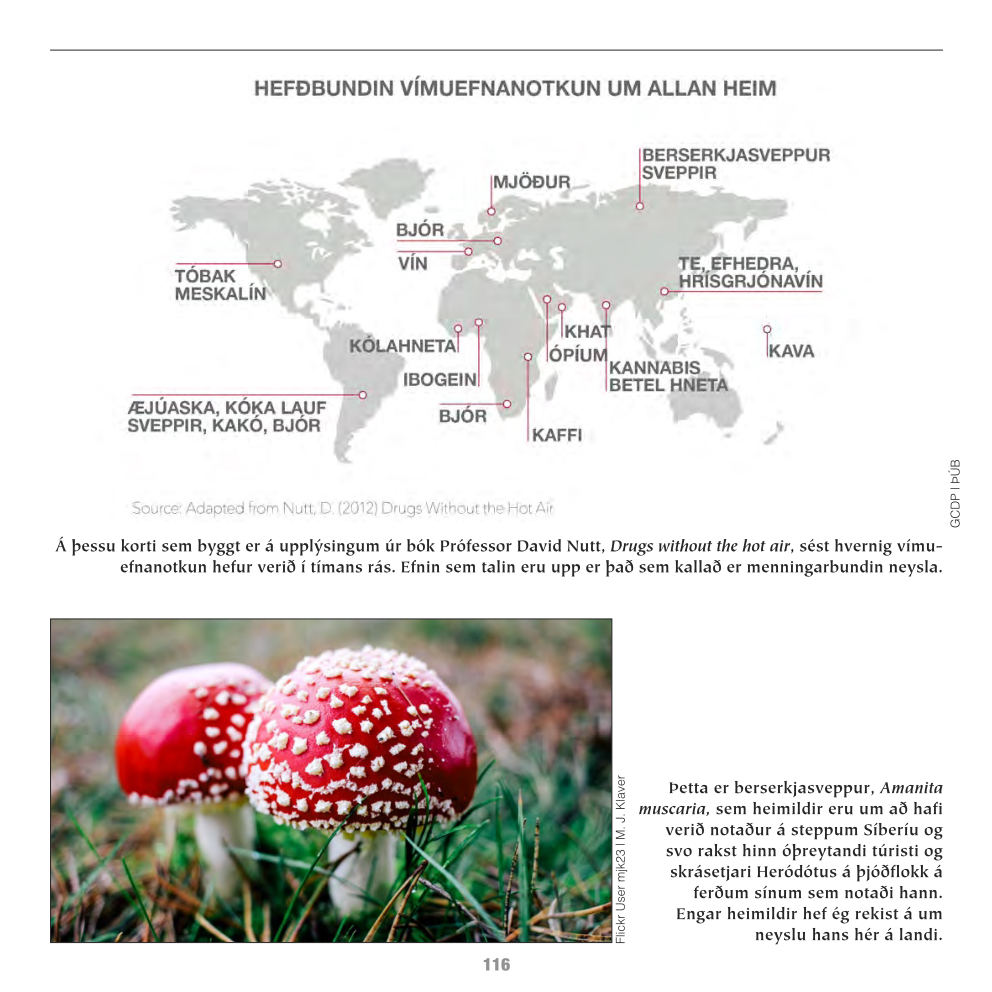 HEFÐBUNDIN VÍMUEFNANOTKUN UM ALLAN HEIM
BERSERKJASVEPPUR
SVEPPIR
MJÖÐUR
BJÓR
VÍN
TÓBAK
MESKALÍN
TE, EFHEDRA,
HRÍSGRJÓNAVÍN
KHAT
KÓLAHNETA
ÓPÍUM
KAVA
KANNABIS
BETEL HNETA
IBOGEIN
ÆJÚASKA, KÓKA LAUF
SVEPPIR, KAKÓ, BJÓR
BJÓR
KAFFI
Source: Adapted from Nutt, D. (2012) Drugs Without the Hot Air
GCDP | ÞÚB
Á þessu korti sem byggt er á upplýsingum úr bók Prófessor David Nutt, Drugs without the hot air, sést hvernig vímu-
efnanotkun hefur verið í tímans rás. Efnin sem talin eru upp er það sem kallað er menningarbundin neysla.
Flickr User mjk23 | M. J. Klaver
Þetta er berserkjasveppur, Amanita
muscaria, sem heimildir eru um að hafi
verið notaður á steppum Síberíu og
svo rakst hinn óþreytandi túristi og
skrásetjari Heródótus á þjóðflokk á
ferðum sínum sem notaði hann.
Engar heimildir hef ég rekist á um
neyslu hans hér á landi.
116